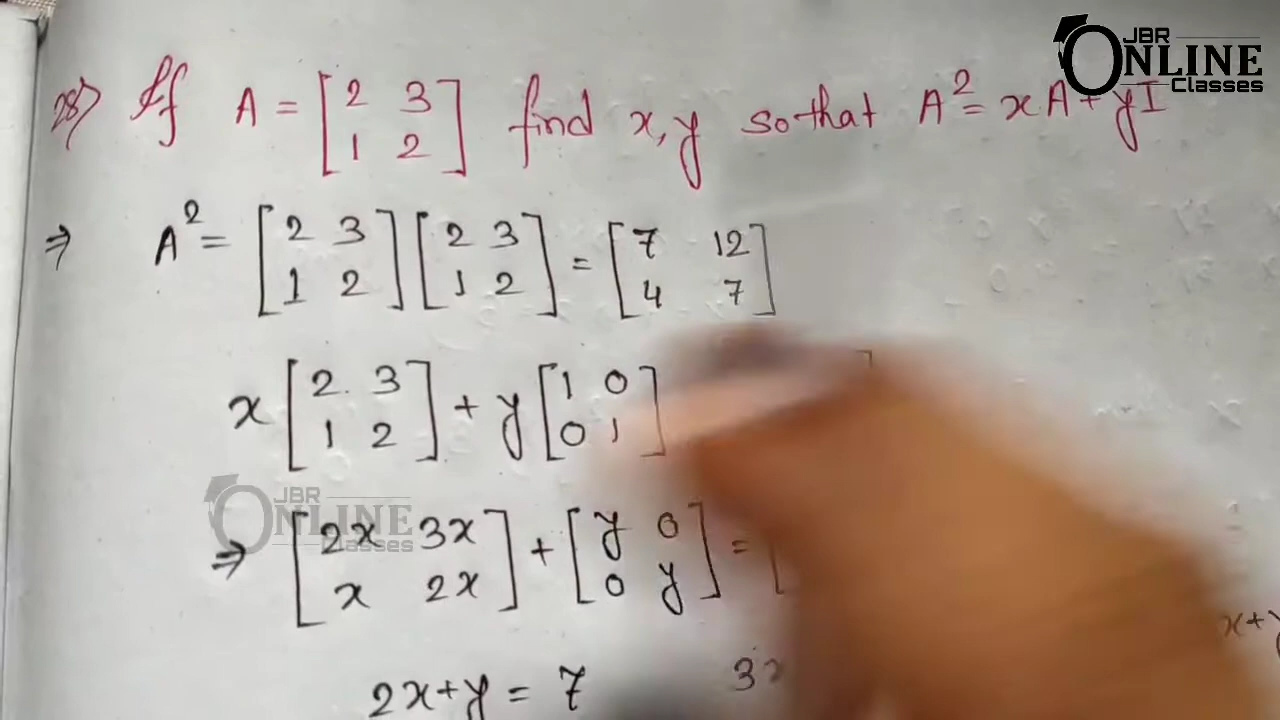 JBR
ONLINE
Classes
28) If A = [2 3 1 2] find x, y so that A² = xA + yI
⇒ A² = [2 3 1 2] [2 3 1 2] = [7 12 4 7]
x [2 3 1 2] + y [1 0 0 1]
JBR
ONLINE
Classes
⇒ [2x 3x x 2x] + [y 0 0 y] = [
2x+y = 7 3x
x+y